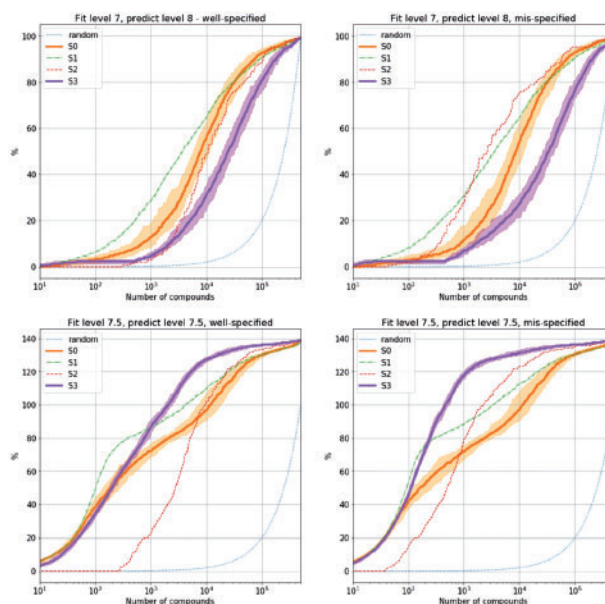 Fit level 7, predict level 8 - well-specified
100
80
60
40
20
0
%
random
S0
S1
S2
S3
10¹ 10² 10³ 10⁴ 10⁵
Number of compounds
Fit level 7, predict level 8, mis-specified
100
80
60
40
20
0
%
random
S0
S1
S2
S3
10¹ 10² 10³ 10⁴ 10⁵
Number of compounds
Fit level 7.5, predict level 7.5, well-specified
140
120
100
80
60
40
20
0
%
random
S0
S1
S2
S3
10¹ 10² 10³ 10⁴ 10⁵
Number of compounds
Fit level 7.5, predict level 7.5, mis-specified
140
120
100
80
60
40
20
0
%
random
S0
S1
S2
S3
10¹ 10² 10³ 10⁴ 10⁵
Number of compounds